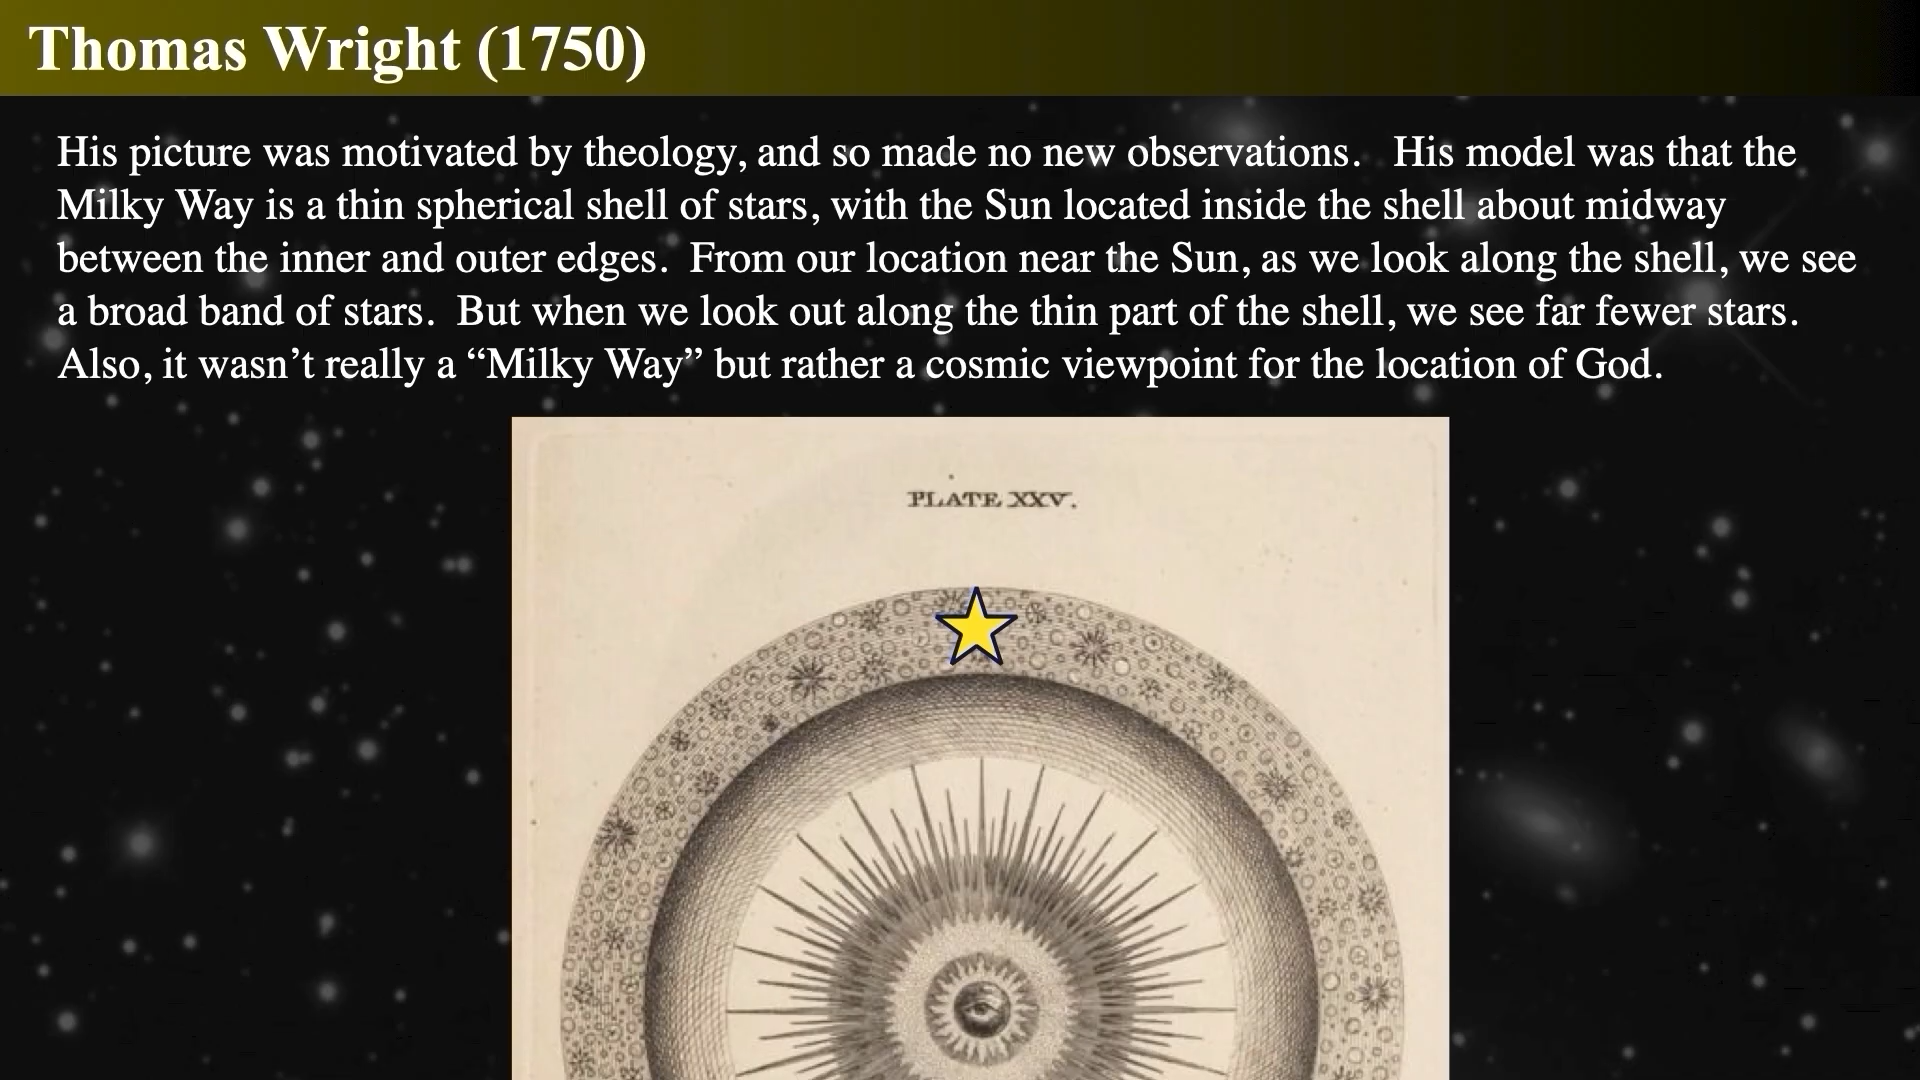 Thomas Wright (1750)
His picture was motivated by theology, and so made no new observations.   His model was that the
Milky Way is a thin spherical shell of stars, with the Sun located inside the shell about midway
between the inner and outer edges.  From our location near the Sun, as we look along the shell, we see
a broad band of stars.  But when we look out along the thin part of the shell, we see far fewer stars.
Also, it wasn’t really a “Milky Way” but rather a cosmic viewpoint for the location of God.
PLATE XXV.